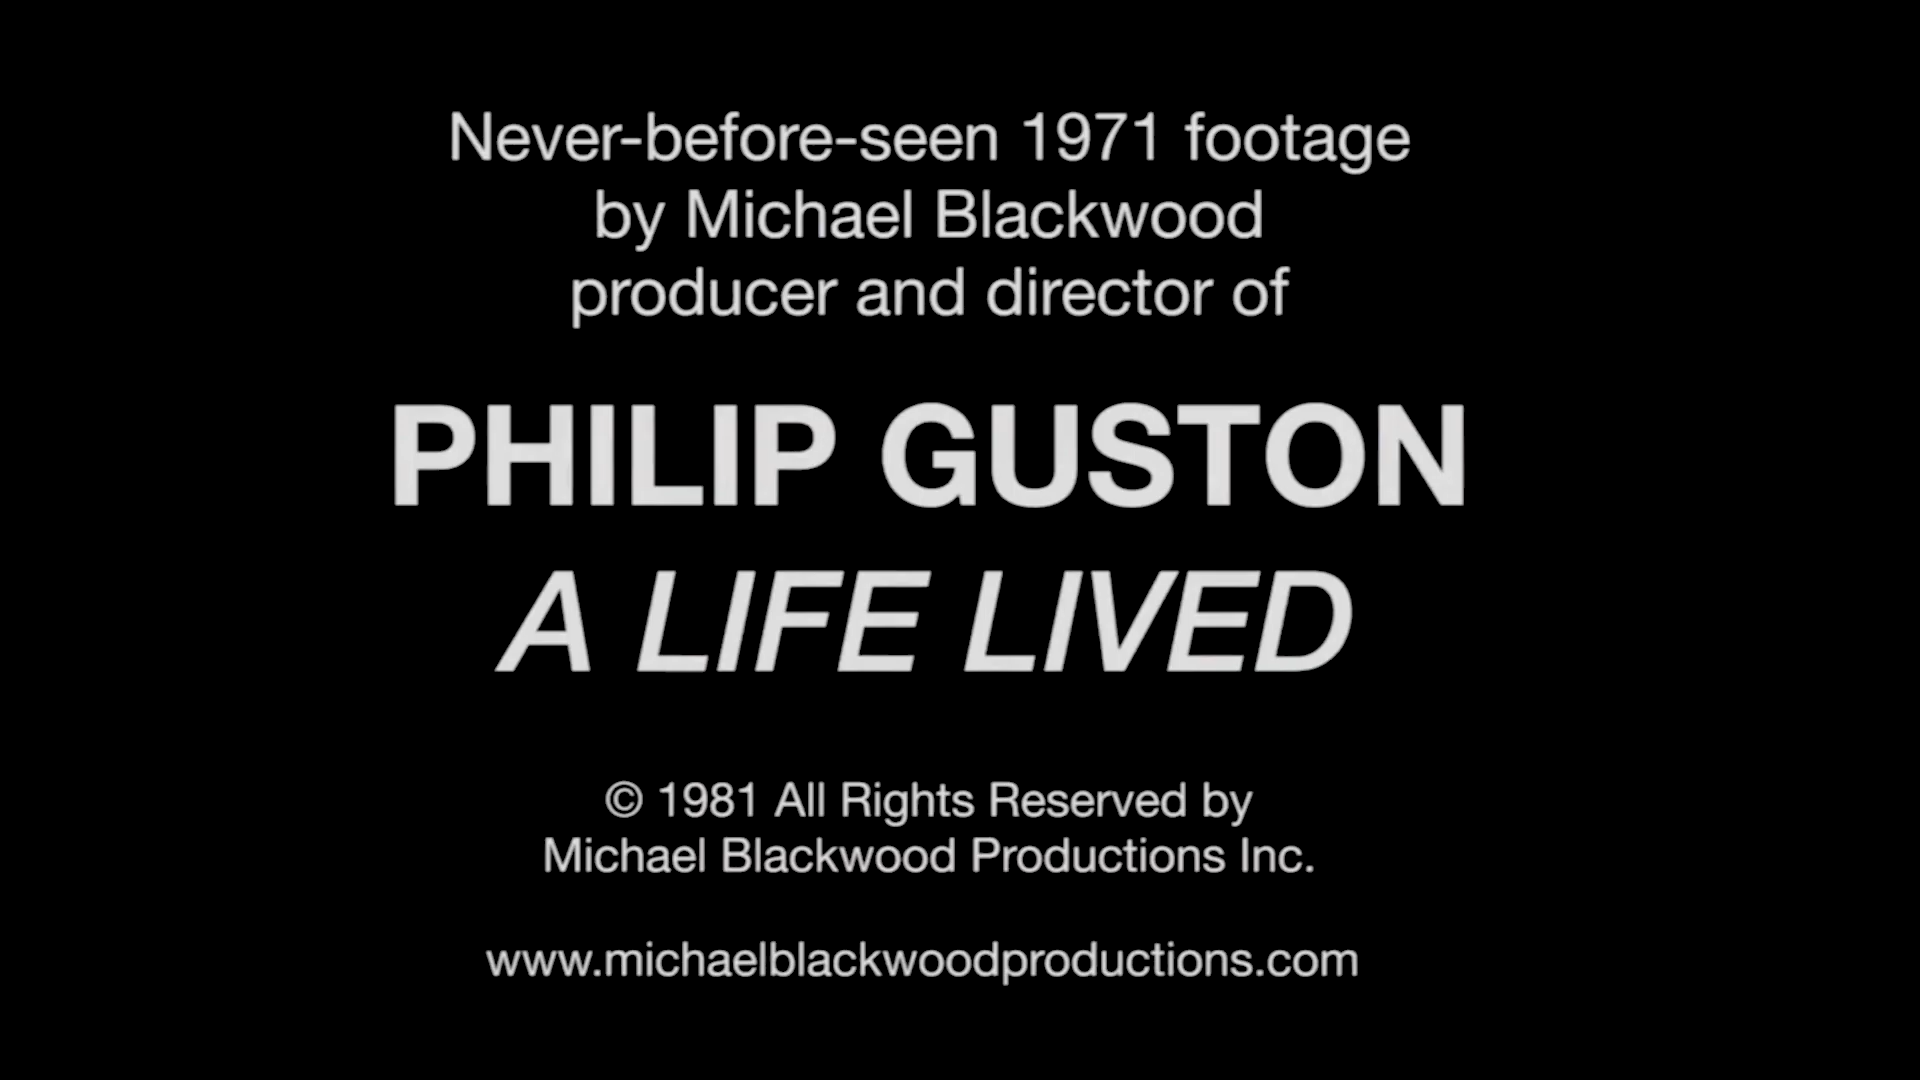 Never-before-seen 1971 footage
by Michael Blackwood
producer and director of
PHILIP GUSTON
A LIFE LIVED
© 1981 All Rights Reserved by
Michael Blackwood Productions Inc.
www.michaelblackwoodproductions.com